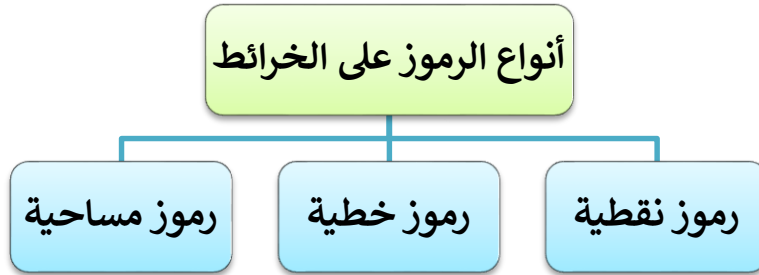 أنواع الرموز على الخرائط
رموز نقطية
رموز خطية
رموز مساحية